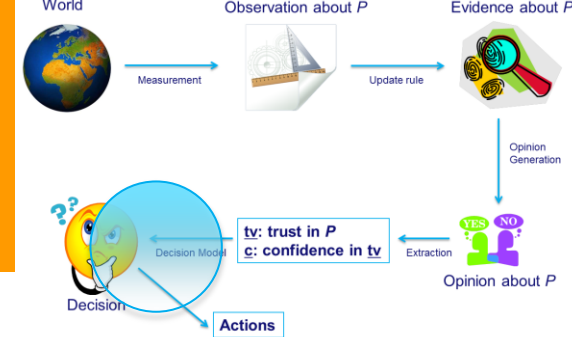 World
Observation about P
Evidence about P
Measurement
Update rule
Opinion
Generation
YES NO
Opinion about P
Extraction
tv: trust in P
c: confidence in tv
Decision Model
??
Decision
Actions